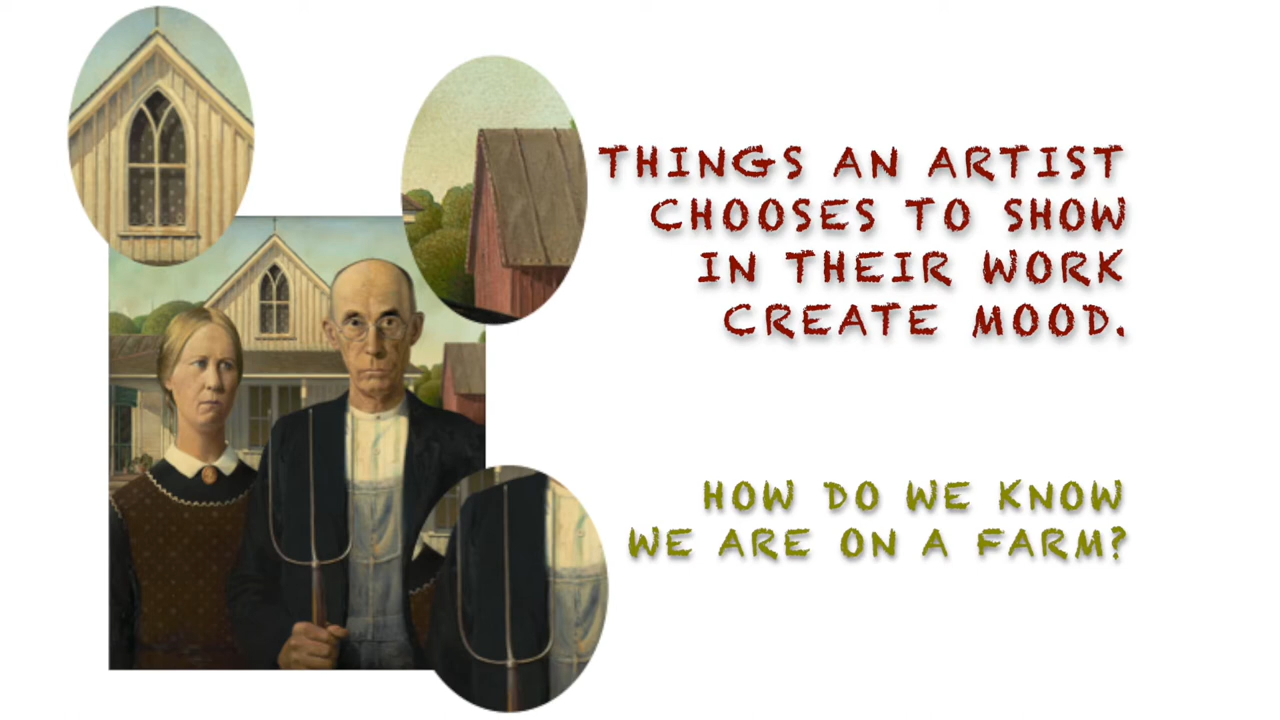 THINGS AN ARTIST
CHOOSES TO SHOW
IN THEIR WORK
CREATE MOOD.
HOW DO WE KNOW
WE ARE ON A FARM?